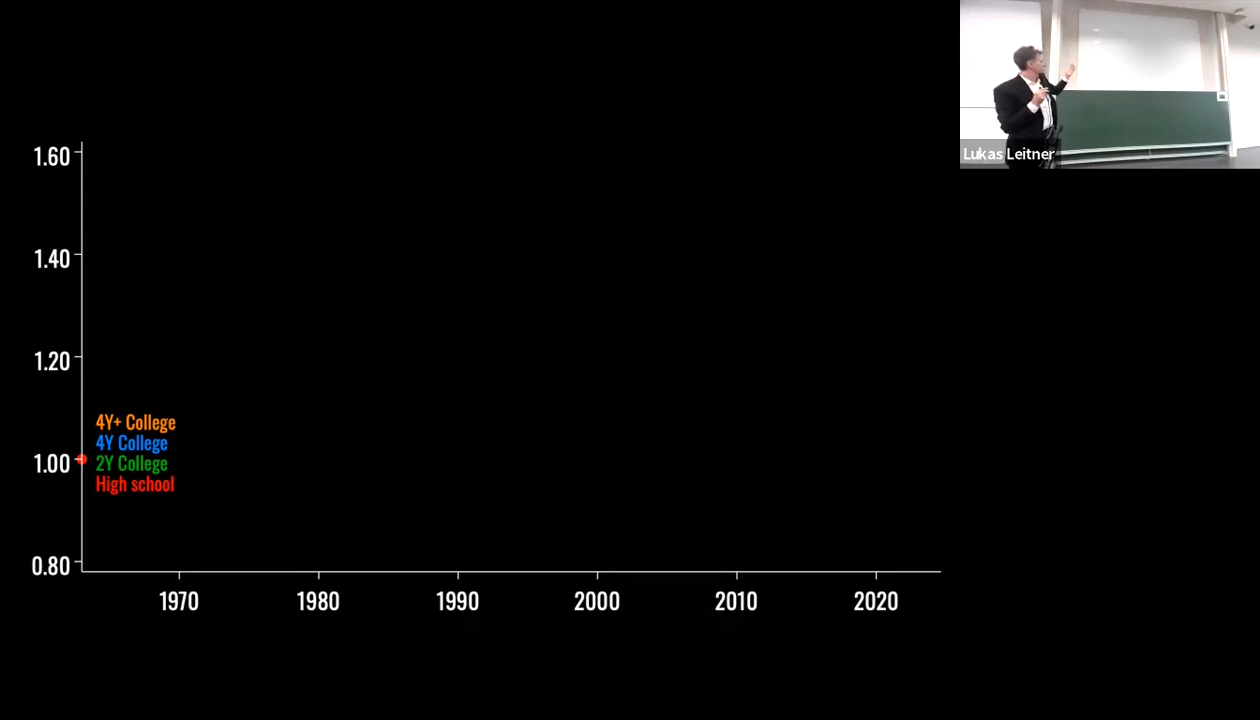 Lukas Leitner
1.60
1.40
1.20
1.00
0.80
4Y+ College
4Y College
2Y College
High school
1970 1980 1990 2000 2010 2020